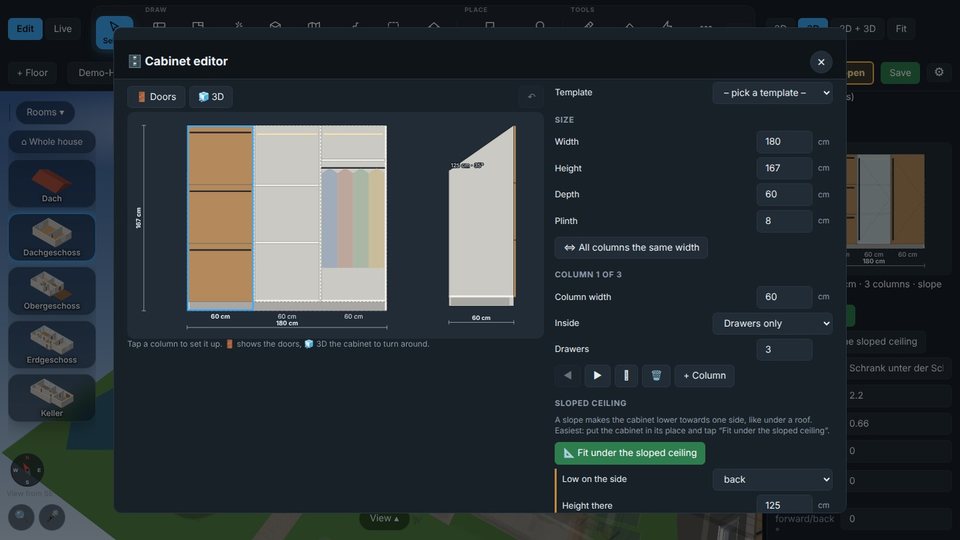 DRAW
PLACE
TOOLS
Edit
Live
3D + 3D
Fit
+ Floor
Save
Rooms ▾
⌂ Whole house
Dach
Dachgeschoss
Obergeschoss
Erdgeschoss
Keller
View ▴
Cabinet editor
✕
Doors
3D
167 cm
60 cm
60 cm
60 cm
180 cm
60 cm
Tap a column to set it up. 🚪 shows the doors, 🧊 3D the cabinet to turn around.
Template
– pick a template –
SIZE
Width
180
cm
Height
167
cm
Depth
60
cm
Plinth
8
cm
⇔ All columns the same width
COLUMN 1 OF 3
Column width
60
cm
Inside
Drawers only
Drawers
3
+ Column
SLOPED CEILING
A slope makes the cabinet lower towards one side, like under a roof.
Easiest: put the cabinet in its place and tap “Fit under the sloped ceiling”.
Fit under the sloped ceiling
Low on the side
back
Height there
125
cm
60 cm
60 cm
180 cm
cm · 3 columns · slope
the sloped ceiling
Schrank unter der Sc
2.2
0.66
0
0
forward/back
0